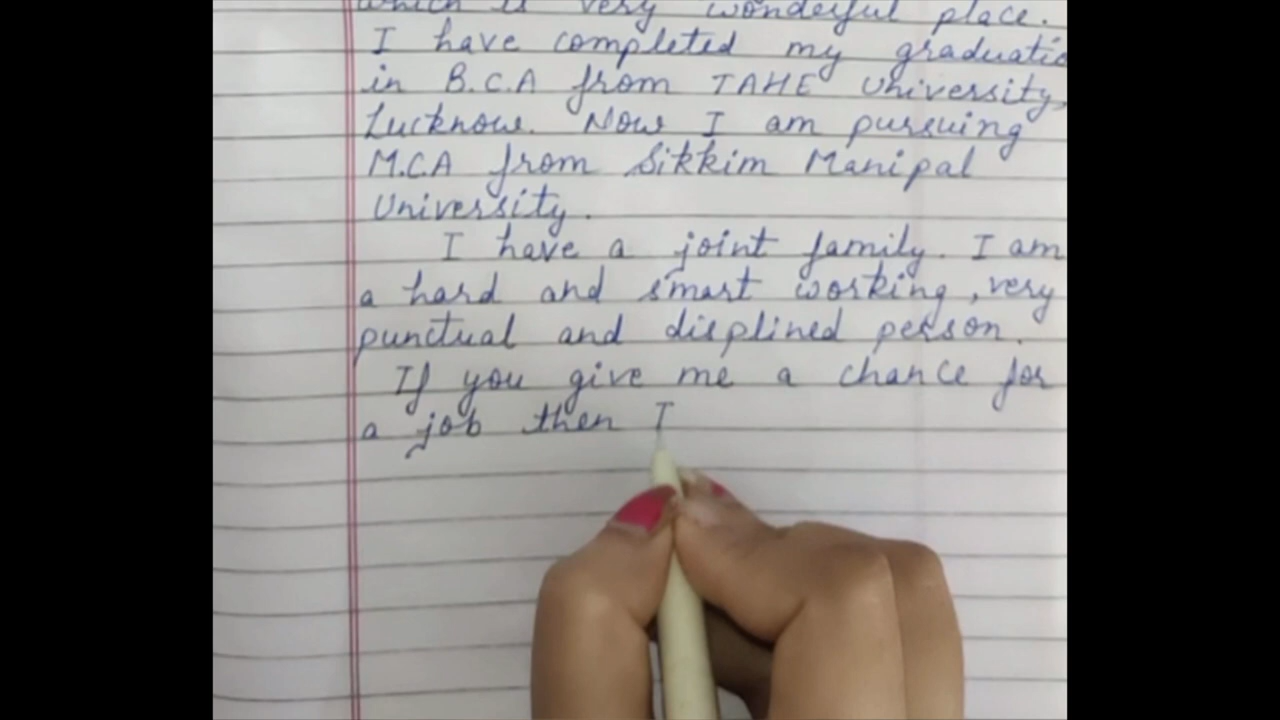 which is very wonderful place.
I have completed my graduatio
in B.C.A from TAHE University,
Lucknow. Now I am pursuing
M.C.A from Sikkim Manipal
University.
I have a joint family. I am
a hard and smart working, very
punctual and displined person.
If you give me a chance for
a job then I